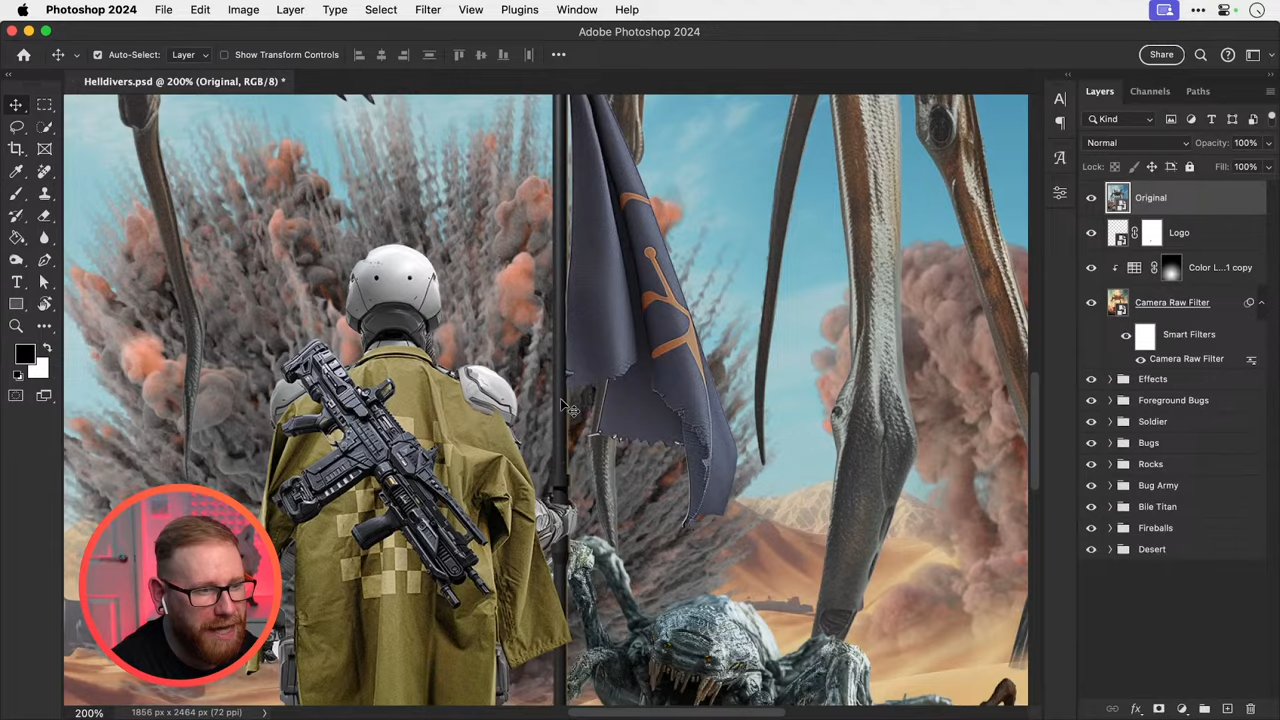 Photoshop 2024 File Edit Image Layer Type Select Filter View Plugins Window Help
Adobe Photoshop 2024
Auto-Select: Layer Show Transform Controls Share
Helldivers.psd @ 200% (Original, RGB/8) *
Layers Channels Paths
Kind
Normal Opacity: 100%
Lock: Fill: 100%
Original
Logo
Color L...1 copy
Camera Raw Filter
Smart Filters
Camera Raw Filter
Effects
Foreground Bugs
Soldier
Bugs
Rocks
Bug Army
Bile Titan
Fireballs
Desert
200% 1856 px x 2464 px (72 ppi)